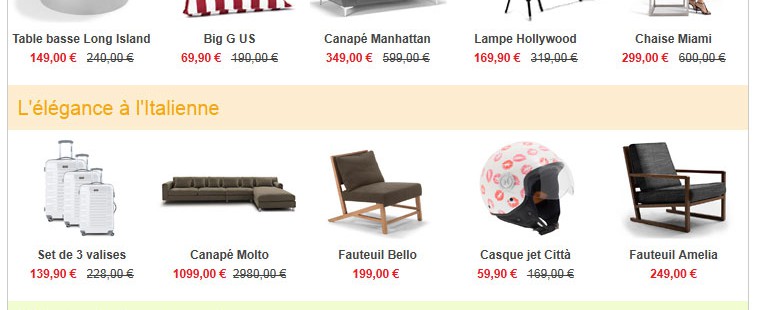 Table basse Long Island Big G US Canapé Manhattan Lampe Hollywood Chaise Miami
149,00 € 240,00 € 69,90 € 190,00 € 349,00 € 599,00 € 169,90 € 319,00 € 299,00 € 600,00 €
L'élégance à l'Italienne
Set de 3 valises Canapé Molto Fauteuil Bello Casque jet Città Fauteuil Amelia
139,90 € 228,00 € 1099,00 € 2980,00 € 199,00 € 59,90 € 169,00 € 249,00 €